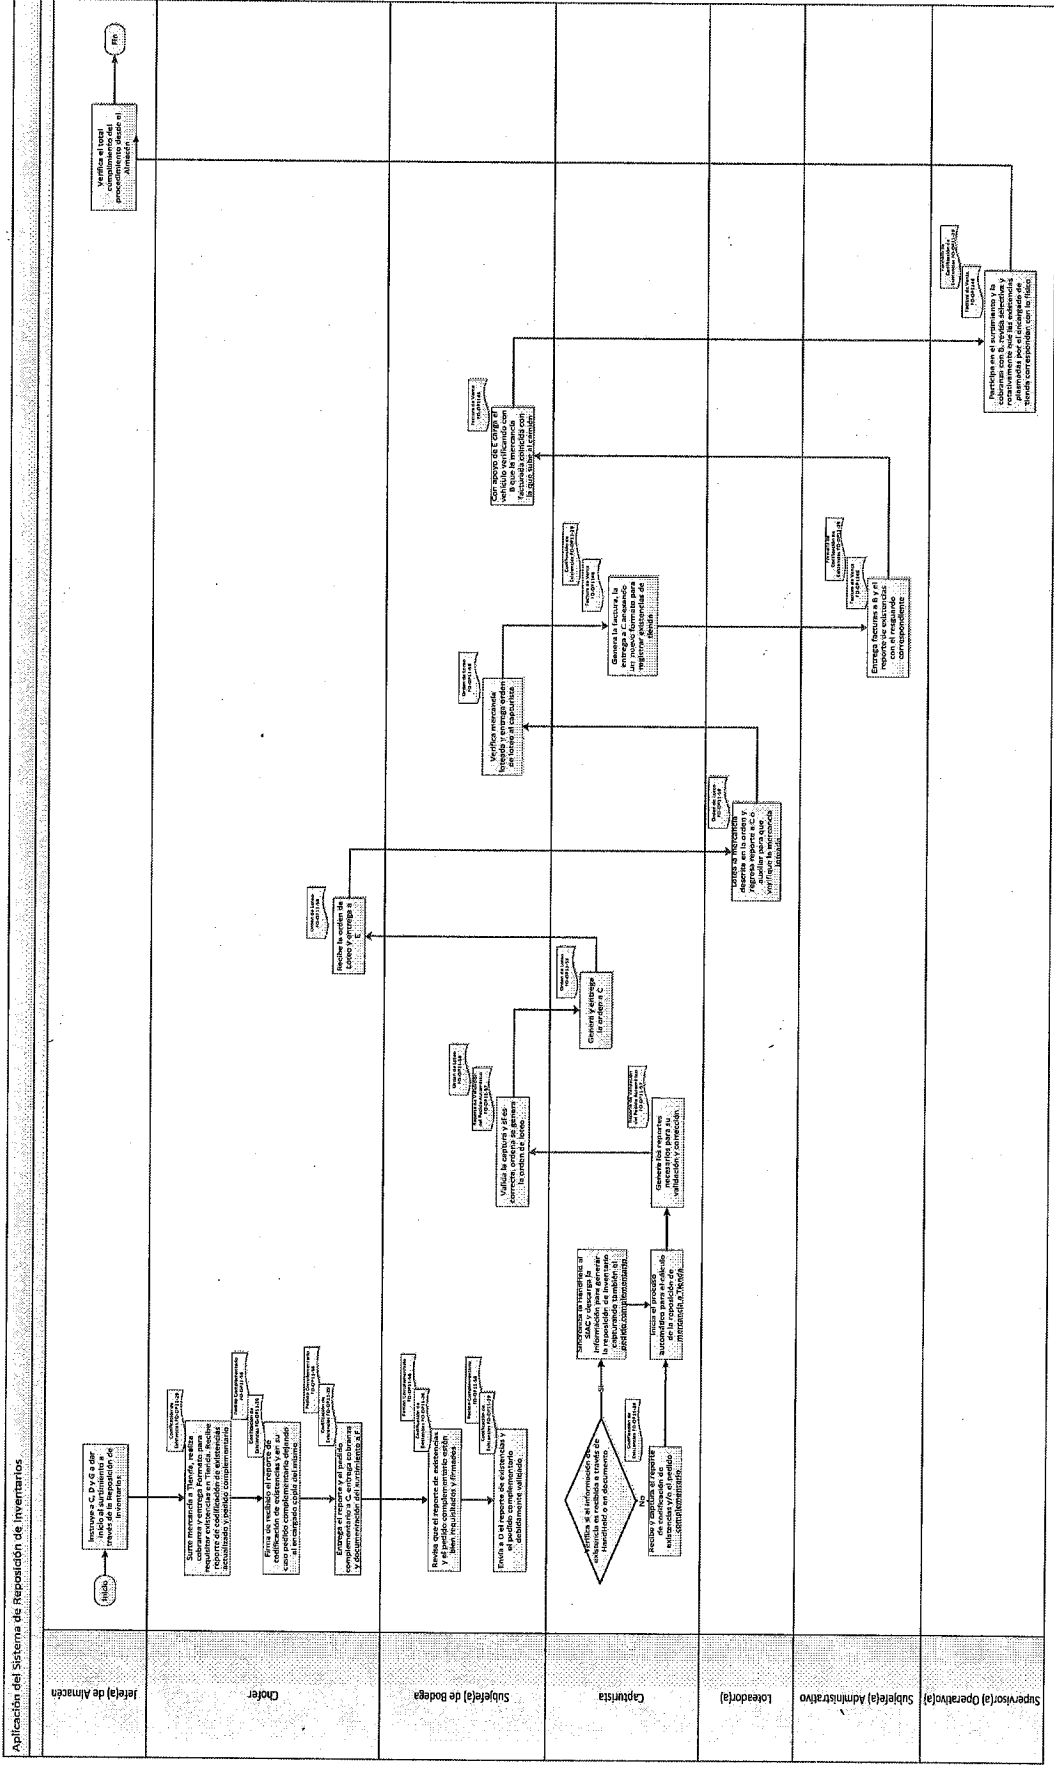 Aplicación del Sistema de Reposición de Inventarios
Jefe(a) de Almacén
Inicio
Instruye a C, D y G a dar
inicio al surtimiento a
través de la Reposición de
Inventarios
Verifica el total
cumplimiento del
procedimiento desde el
Almacén
Fin
Chofer
Surte mercancía a Tienda, realiza
cobranza y entrega Formato para
requisitar existencias en Tienda. Recibe
reporte de codificación de existencias
actualizado y pedido complementario
Firma de recibido el reporte de
codificación de existencias y en su
caso pedido complementario dejando
al encargado copia del mismo
Entrega el reporte y el pedido
complementario a C, entrega cobranza
y documentación del surtimiento a F
Recibe la orden de
Loteo y entrega a
E
Subjefe(a) de Bodega
Revisa que el reporte de existencias
y el pedido complementario estén
bien requisitados y firmados
Envía a D el reporte de existencias y
el pedido complementario
debidamente validado.
Valida la captura y si es
correcta, ordena se genera
la orden de loteo
Verifica mercancía
loteada y entrega orden
de loteo al capturista
Con apoyo de E carga el
vehículo verificando con
B que la mercancía
facturada coincida con
la que sube al camión
Capturista
Verifica si al información de
existencia es recibida a través de
HandHeld o en documento
Si
No
Sincroniza la HandHeld al
SIAC y descarga la
información para generar
la reposición de inventario
capturando también el
pedido complementario
Recibe y captura el reporte
de codificación de
existencias y/o el pedido
complementario
Inicia el proceso
automático para el cálculo
de la reposición de
mercancía a Tienda
Genera los reportes
necesarios para su
validación y corrección
Genera y entrega
la orden a C
Genera la factura, la
entrega a C anexando
un nuevo formato para
registrar existencias de
tienda
Loteador(a)
Lotea la mercancía
descrita en la orden y
regresa reporte a C o
auxiliar para que
verifique la mercancía
loteada
Subjefe(a) Administrativo
Entrega facturas a B y el
reporte de existencias
con el resguardo
correspondiente
Supervisor(a) Operativo(a)
Participa en el surtimiento y la
cobranza con B, revisa selectiva y
rotativamente que las existencias
plasmadas por el encargado de
tienda correspondan con lo físico